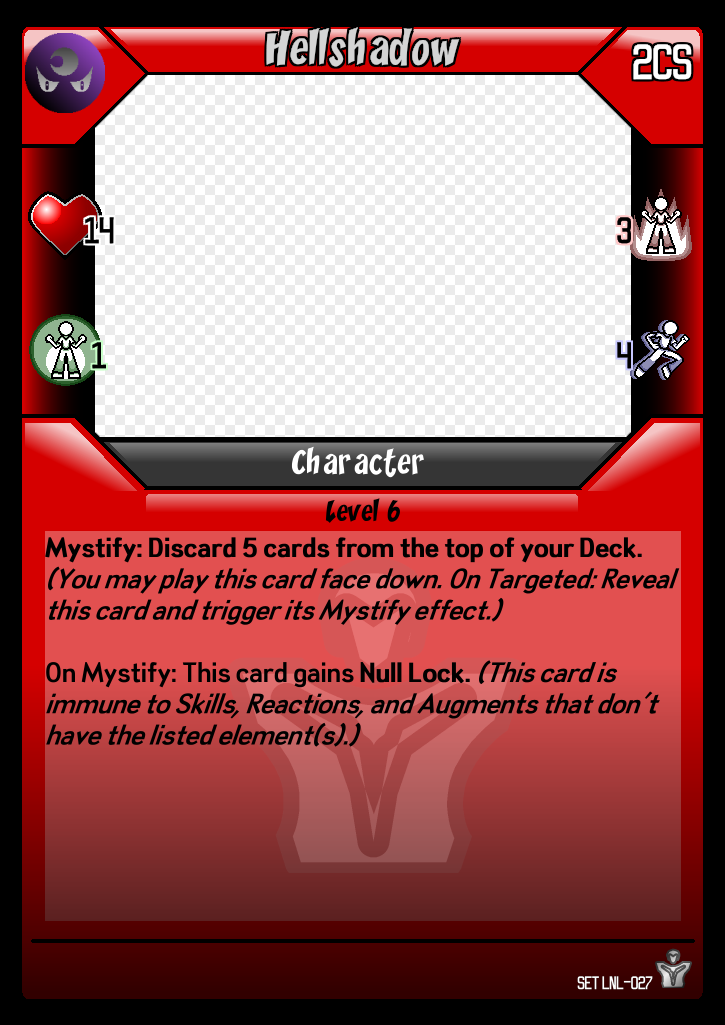 Hellshadow
2CS
14
3
1
4
Character
Level 6
Mystify: Discard 5 cards from the top of your Deck.
(You may play this card face down. On Targeted: Reveal
this card and trigger its Mystify effect.)
On Mystify: This card gains Null Lock. (This card is
immune to Skills, Reactions, and Augments that don't
have the listed element(s).)
SET LNL-027